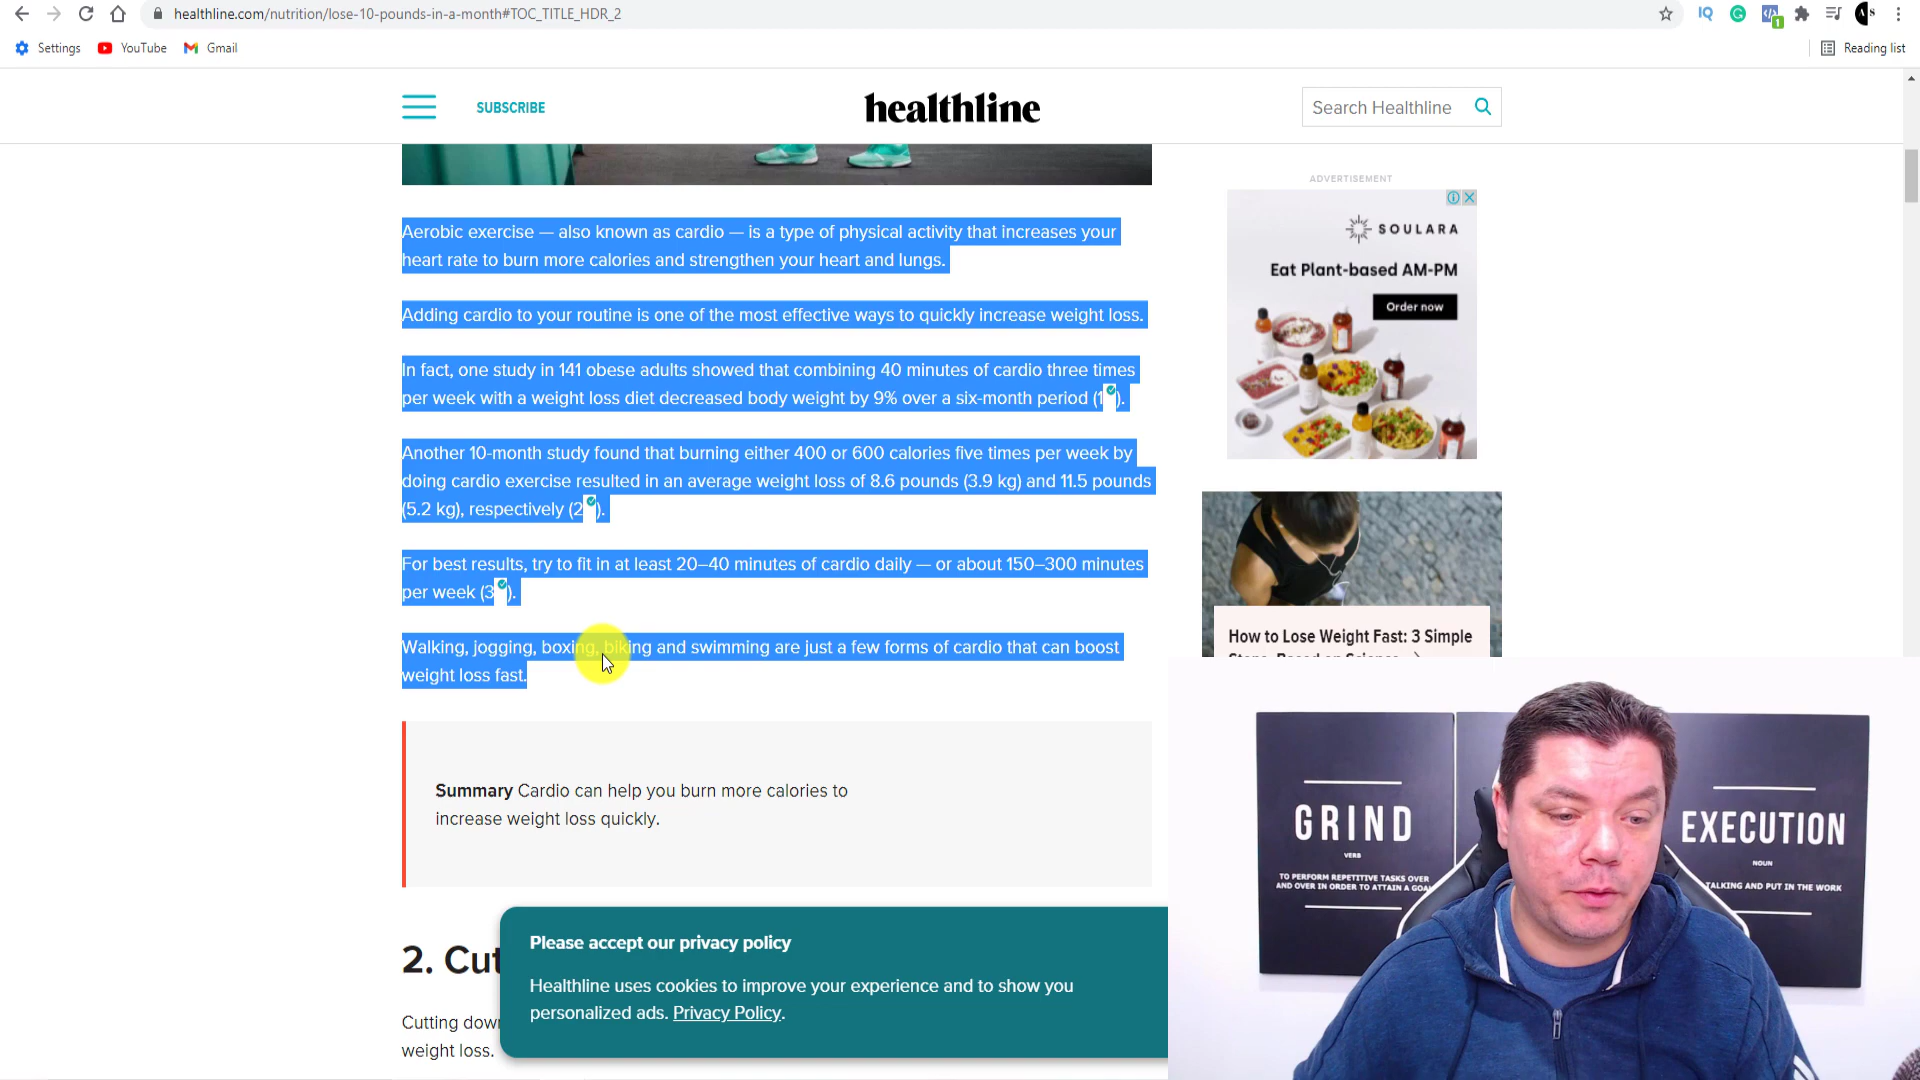 healthline.com/nutrition/lose-10-pounds-in-a-month#TOC_TITLE_HDR_2
Settings YouTube Gmail Reading list
SUBSCRIBE
healthline
Search Healthline
Aerobic exercise — also known as cardio — is a type of physical activity that increases your
heart rate to burn more calories and strengthen your heart and lungs.
Adding cardio to your routine is one of the most effective ways to quickly increase weight loss.
In fact, one study in 141 obese adults showed that combining 40 minutes of cardio three times
per week with a weight loss diet decreased body weight by 9% over a six-month period (1).
Another 10-month study found that burning either 400 or 600 calories five times per week by
doing cardio exercise resulted in an average weight loss of 8.6 pounds (3.9 kg) and 11.5 pounds
(5.2 kg), respectively (2).
For best results, try to fit in at least 20–40 minutes of cardio daily — or about 150–300 minutes
per week (3).
Walking, jogging, boxing, biking and swimming are just a few forms of cardio that can boost
weight loss fast.
Summary Cardio can help you burn more calories to
increase weight loss quickly.
2. Cut
Cutting down
weight loss.
Please accept our privacy policy
Healthline uses cookies to improve your experience and to show you
personalized ads. Privacy Policy.
ADVERTISEMENT
SOULARA
Eat Plant-based AM-PM
Order now
How to Lose Weight Fast: 3 Simple
GRIND
VERB
TO PERFORM REPETITIVE TASKS OVER
AND OVER IN ORDER TO ATTAIN A GOAL
EXECUTION
NOUN
TALKING AND PUT IN THE WORK